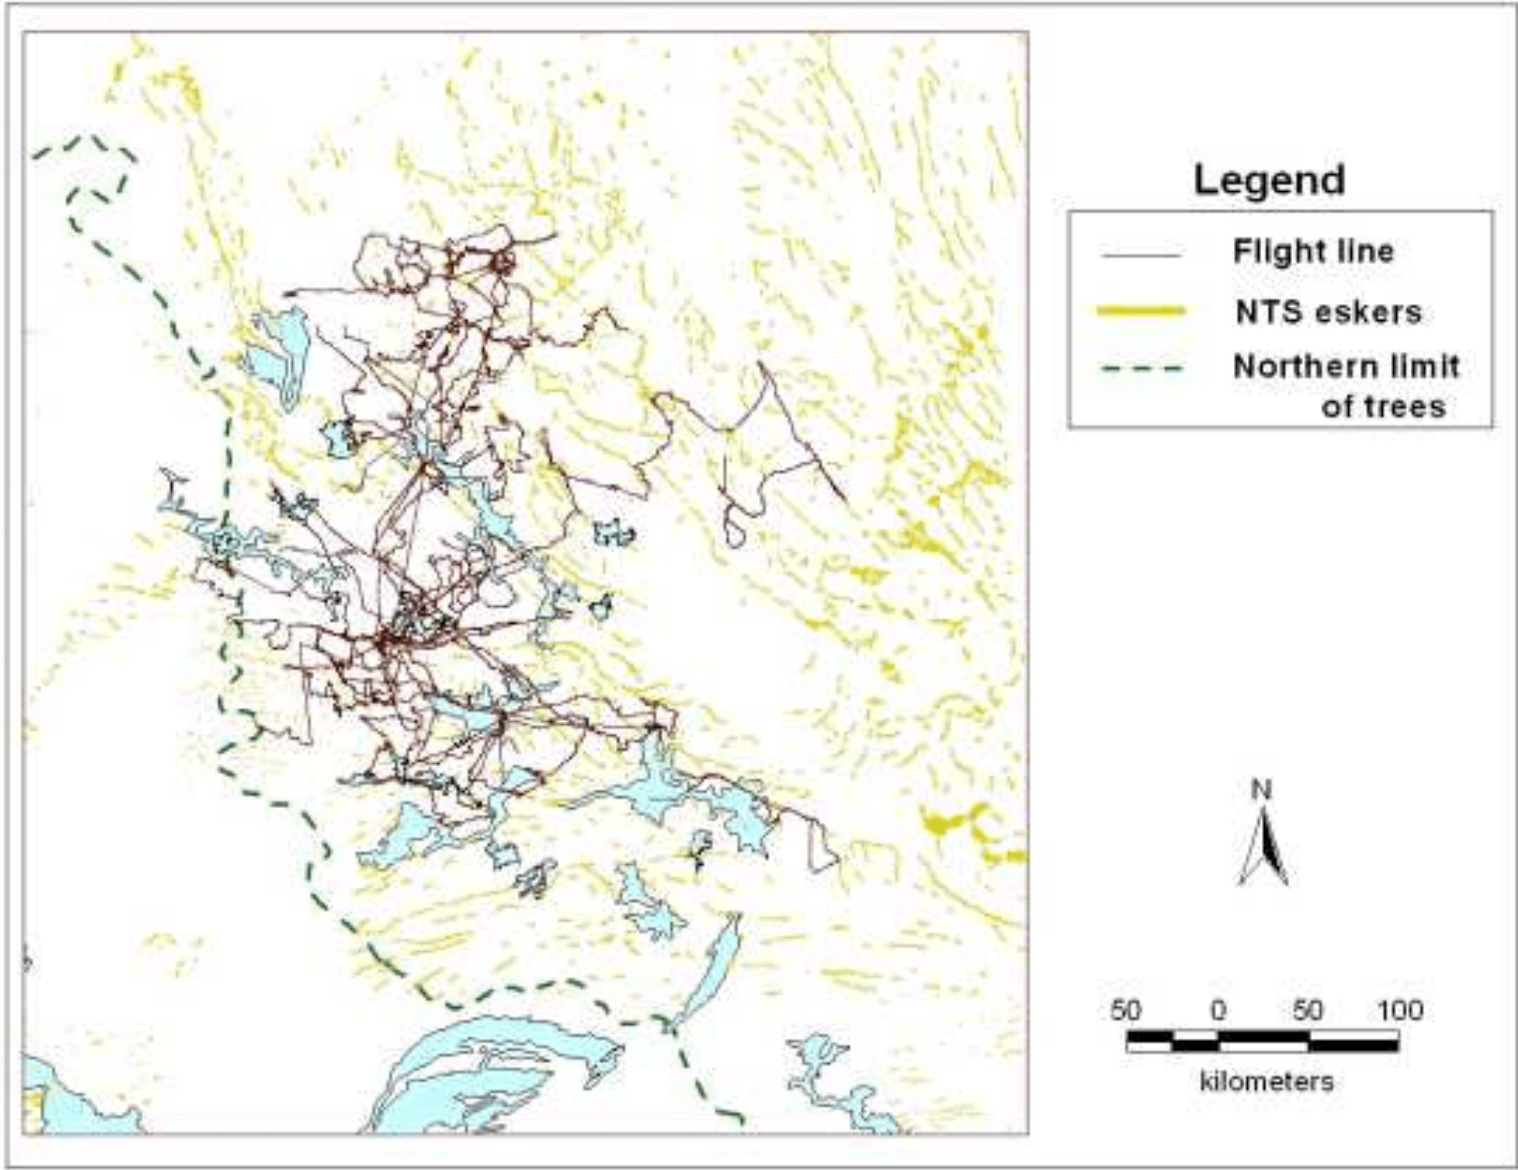 Legend
Flight line
NTS eskers
Northern limit
of trees
N
50 0 50 100
kilometers